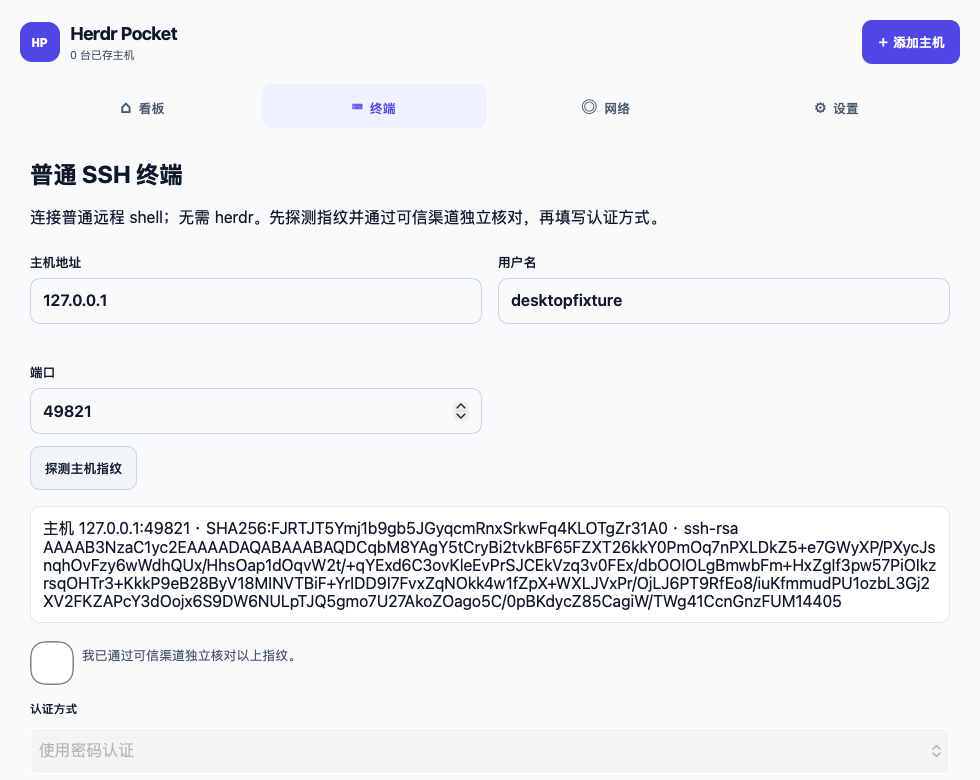 HP
Herdr Pocket
0 台已存主机
+ 添加主机
看板
终端
网络
设置
普通 SSH 终端
连接普通远程 shell；无需 herdr。先探测指纹并通过可信渠道独立核对，再填写认证方式。
主机地址
用户名
127.0.0.1
desktopfixture
端口
49821
探测主机指纹
主机 127.0.0.1:49821 · SHA256:FJRTJT5Ymj1b9gb5JGyqcmRnxSrkwFq4KLOTgZr31A0 · ssh-rsa
AAAAB3NzaC1yc2EAAAADAQABAAABAQDCqbM8YAgY5tCryBi2tvkBF65FZXT26kkY0PmOq7nPXLDkZ5+e7GWyXP/PXycJs
nqhOvFzy6wWdhQUx/HhsOap1dOqvW2t/+qYExd6C3ovKleEvPrSJCEkVzq3v0FEx/dbOOIOLgBmwbFm+HxZgIf3pw57PiOIkz
rsqOHTr3+KkkP9eB28ByV18MINVTBiF+YrIDD9I7FvxZqNOkk4w1fZpX+WXLJVxPr/OjLJ6PT9RfEo8/iuKfmmudPU1ozbL3Gj2
XV2FKZAPcY3dOojx6S9DW6NULpTJQ5gmo7U27AkoZOago5C/0pBKdycZ85CagiW/TWg41CcnGnzFUM14405
我已通过可信渠道独立核对以上指纹。
认证方式
使用密码认证